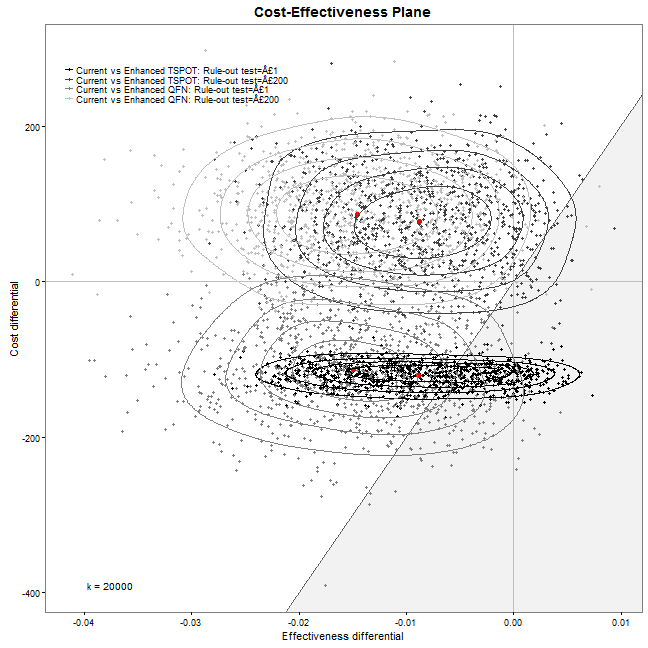 Cost-Effectiveness Plane
Current vs Enhanced TSPOT: Rule-out test=Â£1
Current vs Enhanced TSPOT: Rule-out test=Â£200
Current vs Enhanced QFN: Rule-out test=Â£1
Current vs Enhanced QFN: Rule-out test=Â£200
200
0
-200
-400
Cost differential
k = 20000
-0.04 -0.03 -0.02 -0.01 0.00 0.01
Effectiveness differential